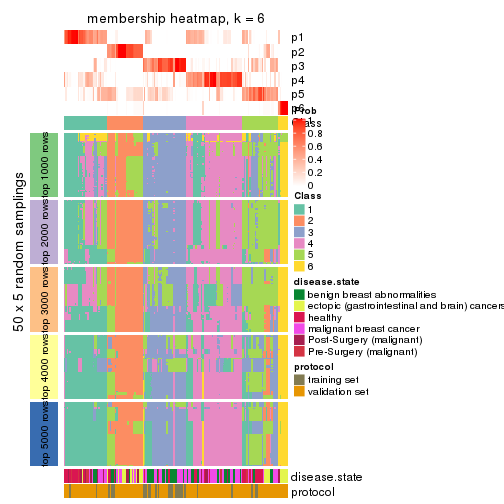 membership heatmap, k = 6
p1
p2
p3
p4
p5
p6
Prob
1
0.8
0.6
0.4
0.2
0
Class
Class
1
2
3
4
5
6
disease.state
benign breast abnormalities
ectopic (gastrointestinal and brain) cancers
healthy
malignant breast cancer
Post-Surgery (malignant)
Pre-Surgery (malignant)
protocol
training set
validation set
50 x 5 random samplings
top 1000 rows
top 2000 rows
top 3000 rows
top 4000 rows
top 5000 rows
disease.state
protocol